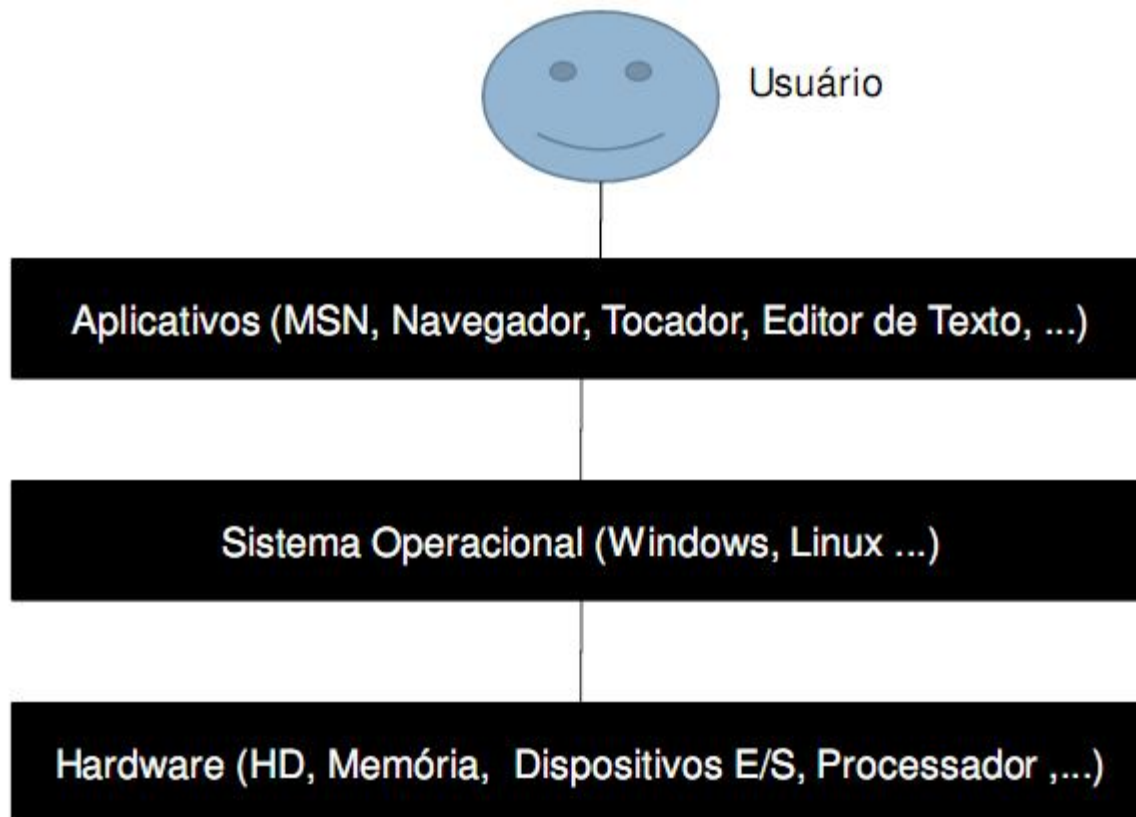 Usuário
Aplicativos (MSN, Navegador, Tocador, Editor de Texto, ...)
Sistema Operacional (Windows, Linux ...)
Hardware (HD, Memória, Dispositivos E/S, Processador ,...)